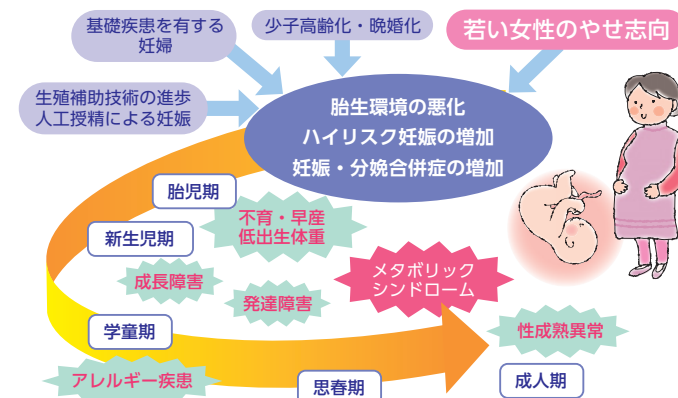 基礎疾患を有する
妊婦
少子高齢化・晩婚化
若い女性のやせ志向
生殖補助技術の進歩
人工授精による妊娠
胎生環境の悪化
ハイリスク妊娠の増加
妊娠・分娩合併症の増加
胎児期
不育・早産
低出生体重
新生児期
成長障害
メタボリック
シンドローム
発達障害
学童期
性成熟異常
アレルギー疾患
思春期
成人期